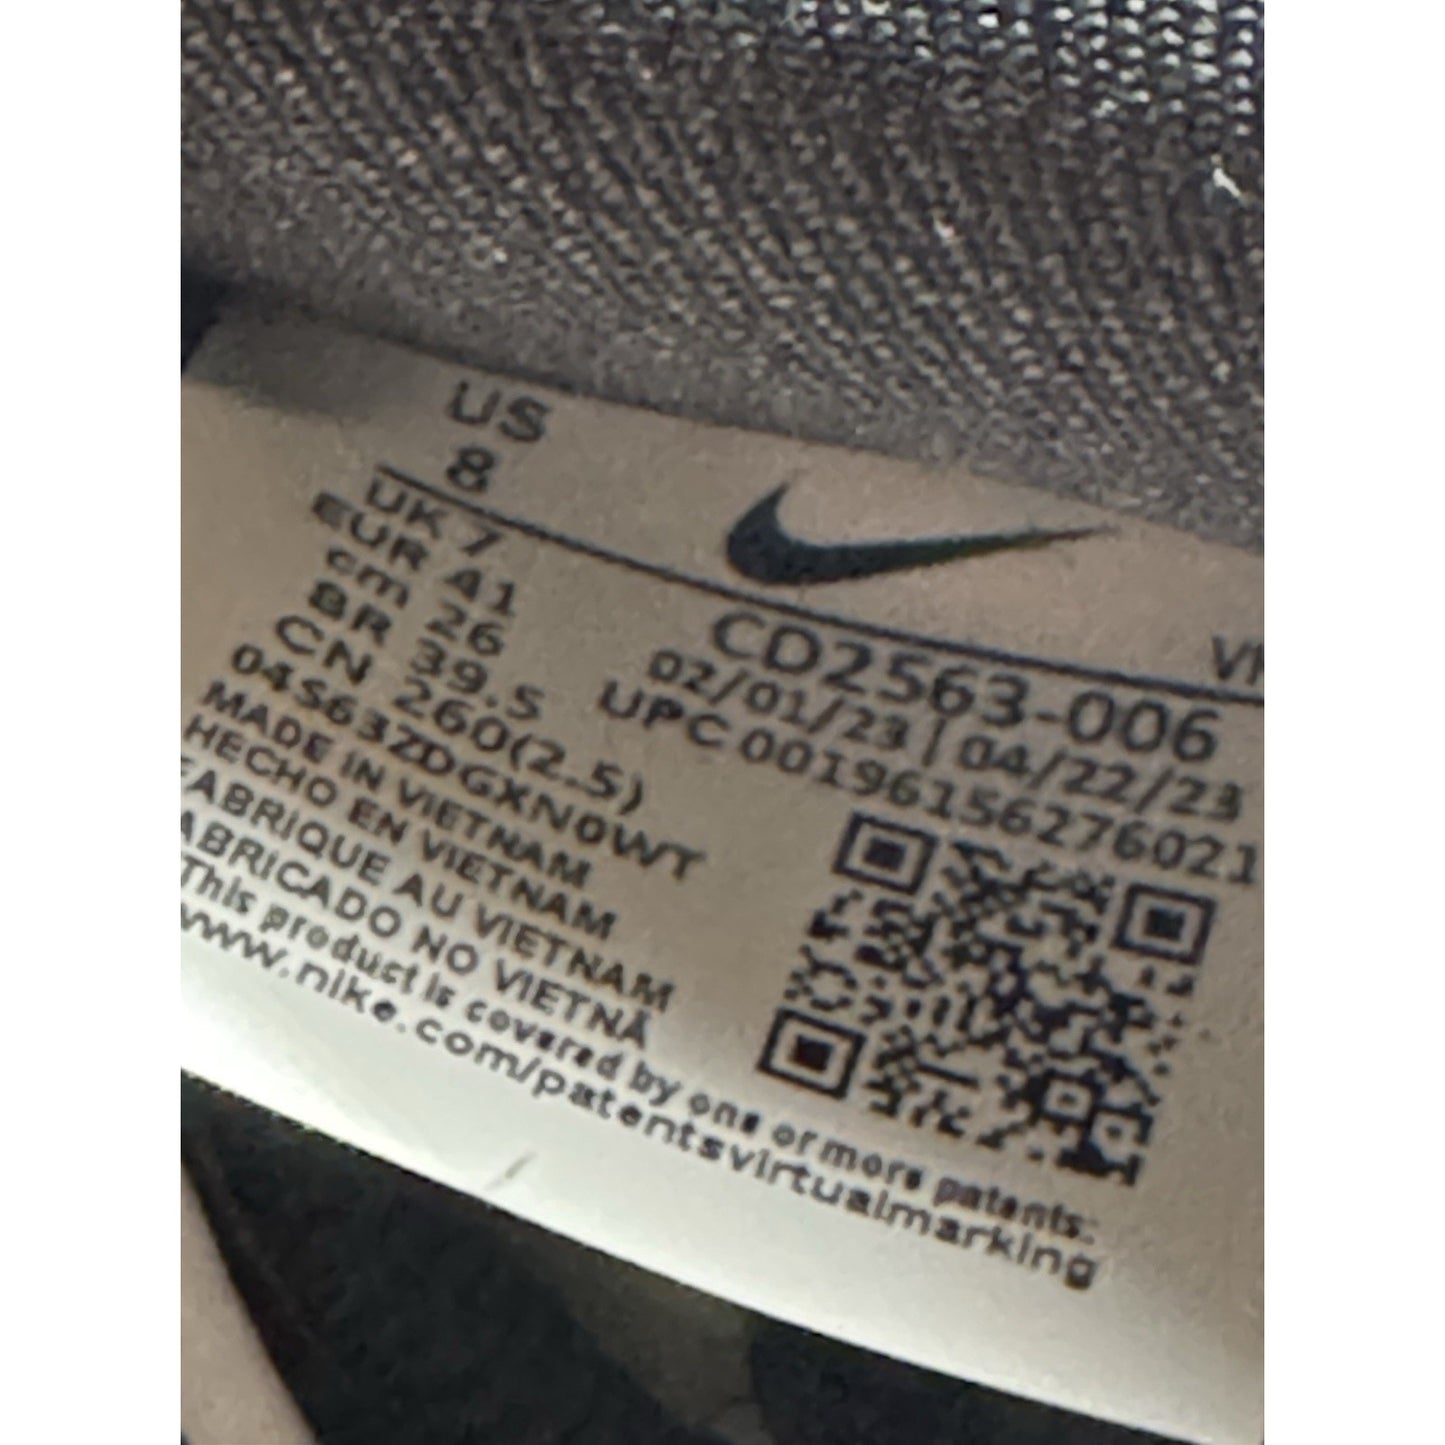 US
8
UK 7
EUR 41
cm 26
BR 39.5
CN 260(2.5)
04S63ZDGXN0WT
MADE IN VIETNAM
HECHO EN VIETNAM
FABRIQUE AU VIETNAM
FABRICADO NO VIETNÃ
This product is covered by one or more patents:
www.nike.com/patentsvirtualmarking
CD2563-006
02/01/23 | 04/22/23
UPC 00196156276021